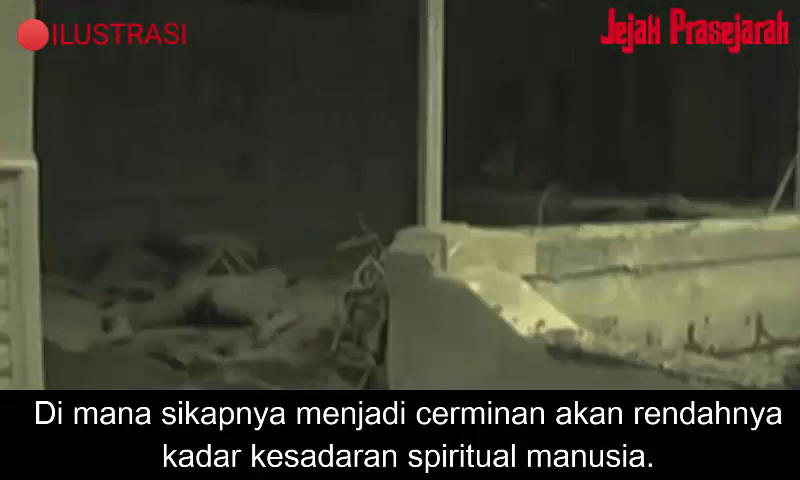 ILUSTRASI
Jejak Prasejarah
Di mana sikapnya menjadi cerminan akan rendahnya
kadar kesadaran spiritual manusia.